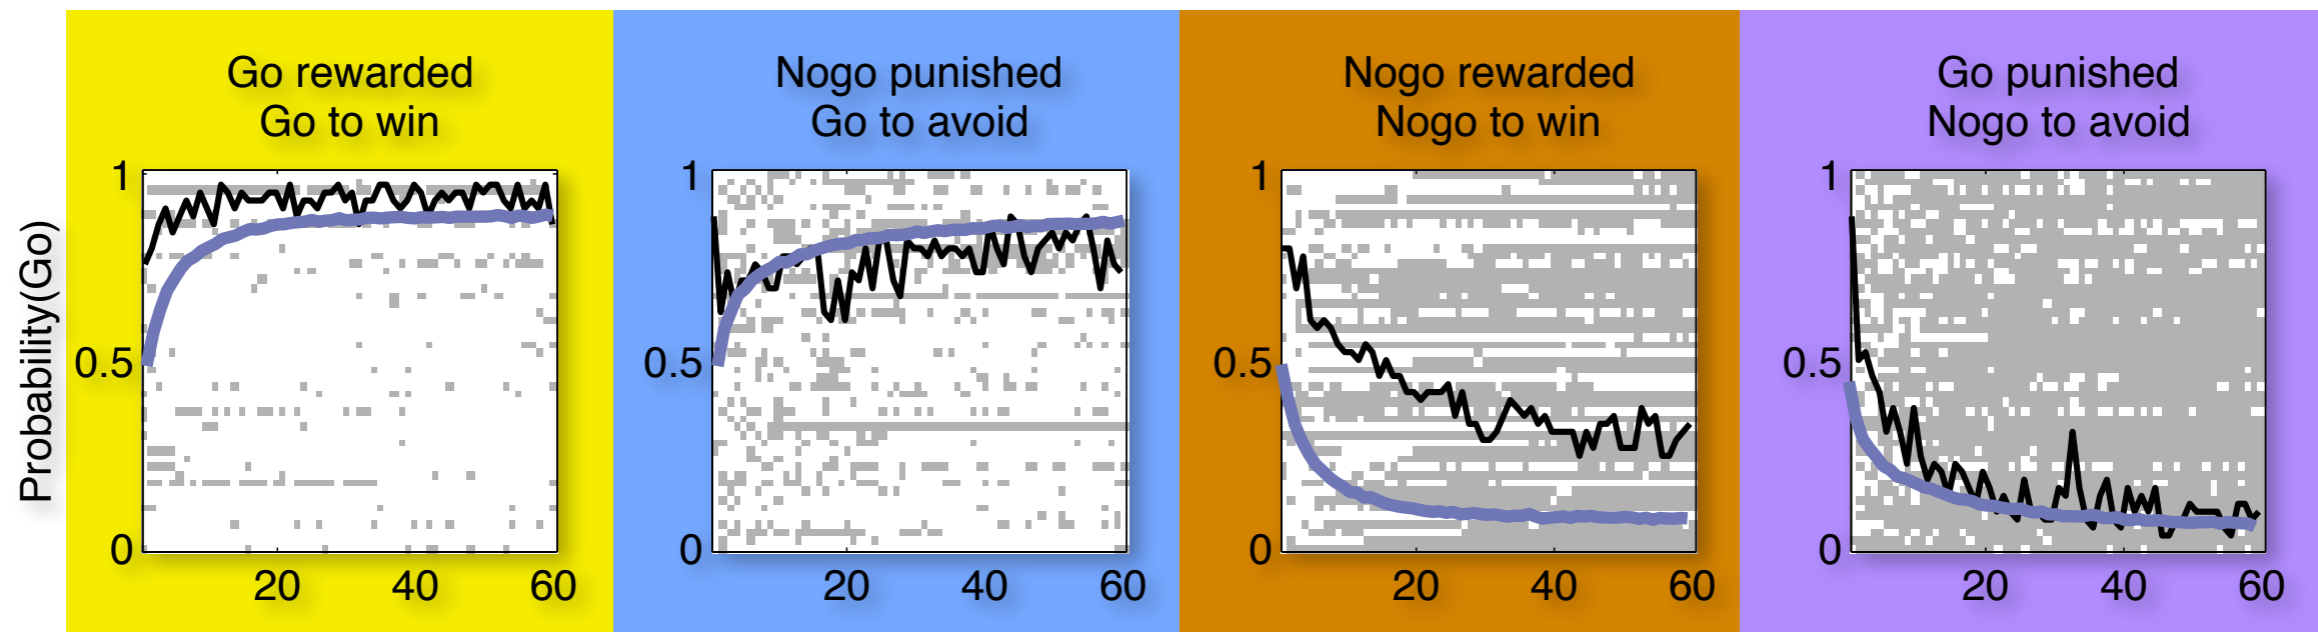 Probability(Go)
Go rewarded
Go to win
1
0.5
0
20 40 60
Nogo punished
Go to avoid
1
0.5
0
20 40 60
Nogo rewarded
Nogo to win
1
0.5
0
20 40 60
Go punished
Nogo to avoid
1
0.5
0
20 40 60